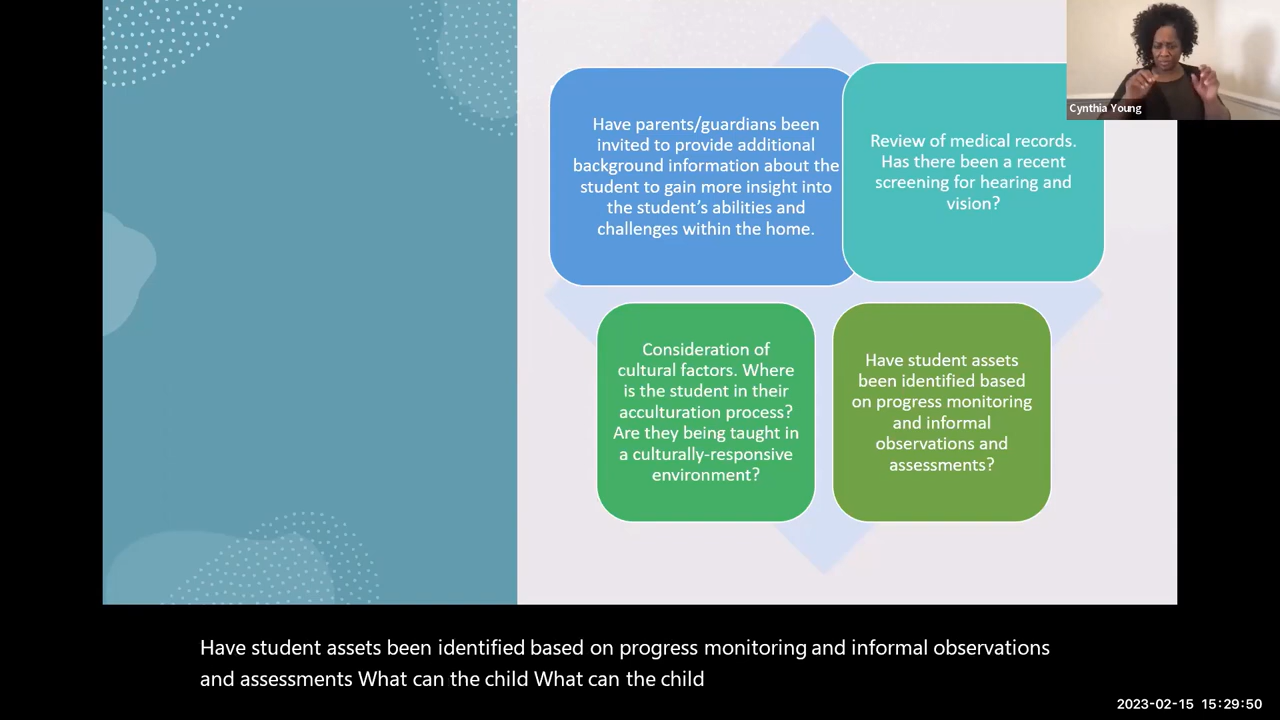 Have parents/guardians been
invited to provide additional
background information about the
student to gain more insight into
the student’s abilities and
challenges within the home.
Review of medical records.
Has there been a recent
screening for hearing and
vision?
Cynthia Young
Consideration of
cultural factors. Where
is the student in their
acculturation process?
Are they being taught in
a culturally-responsive
environment?
Have student assets
been identified based
on progress monitoring
and informal
observations and
assessments?
Have student assets been identified based on progress monitoring and informal observations
and assessments What can the child What can the child
2023-02-15 15:29:50